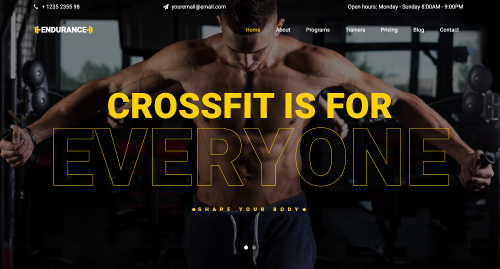 + 1235 2355 98
youremail@email.com
Open hours: Monday - Sunday 8:00AM - 9:00PM
ENDURANCE
Home
About
Programs
Trainers
Pricing
Blog
Contact
CROSSFIT IS FOR
EVERYONE
SHAPE YOUR BODY